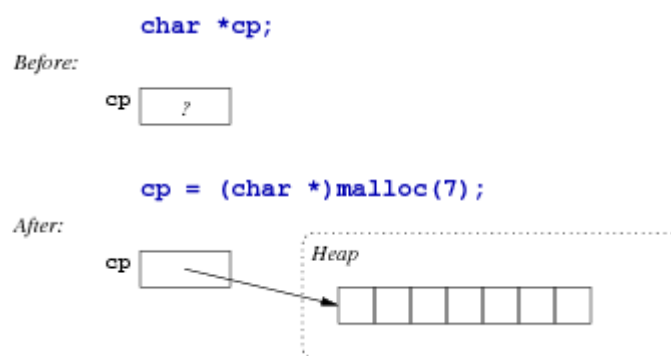 char *cp;
Before:
cp ?
cp = (char *)malloc(7);
After:
Heap
cp